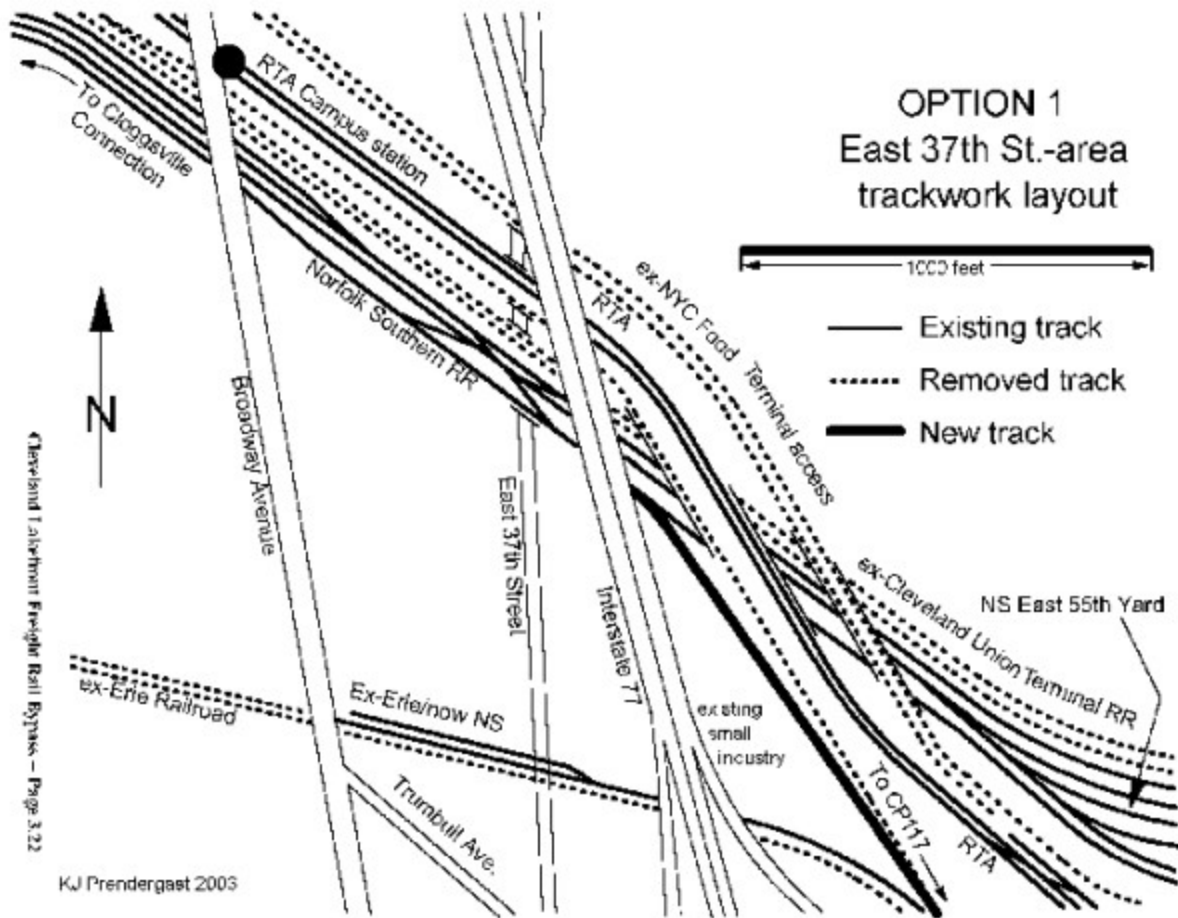 OPTION 1
East 37th St.-area
trackwork layout
1000 feet
Existing track
Removed track
New track
To Cloggsville
Connection
RTA Campus station
Norfolk Southern RR
RTA
ex-NYC Food Terminal access
N
Broadway Avenue
East 37th Street
Interstate 77
ex-Cleveland Union Terminal RR
NS East 55th Yard
ex-Erie Railroad
Ex-Erie/now NS
existing
small
industry
Trumbull Ave.
To CP117
RTA
Cleveland Lakefront Freight Rail Bypass – Page 3.22
KJ Prendergast 2003